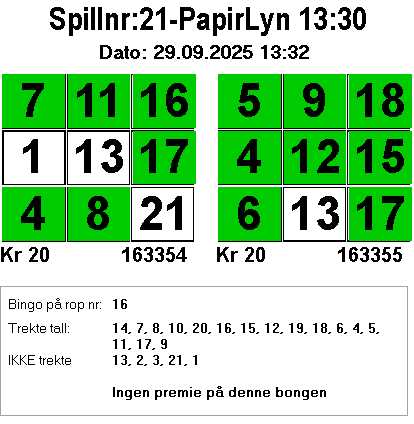 Spillnr:21-PapirLyn 13:30
Dato: 29.09.2025 13:32
7 11 16 5 9 18
1 13 17 4 12 15
4 8 21 6 13 17
Kr 20 163354 Kr 20 163355
Bingo på rop nr: 16
Trekte tall: 14, 7, 8, 10, 20, 16, 15, 12, 19, 18, 6, 4, 5,
11, 17, 9
IKKE trekte 13, 2, 3, 21, 1
Ingen premie på denne bongen